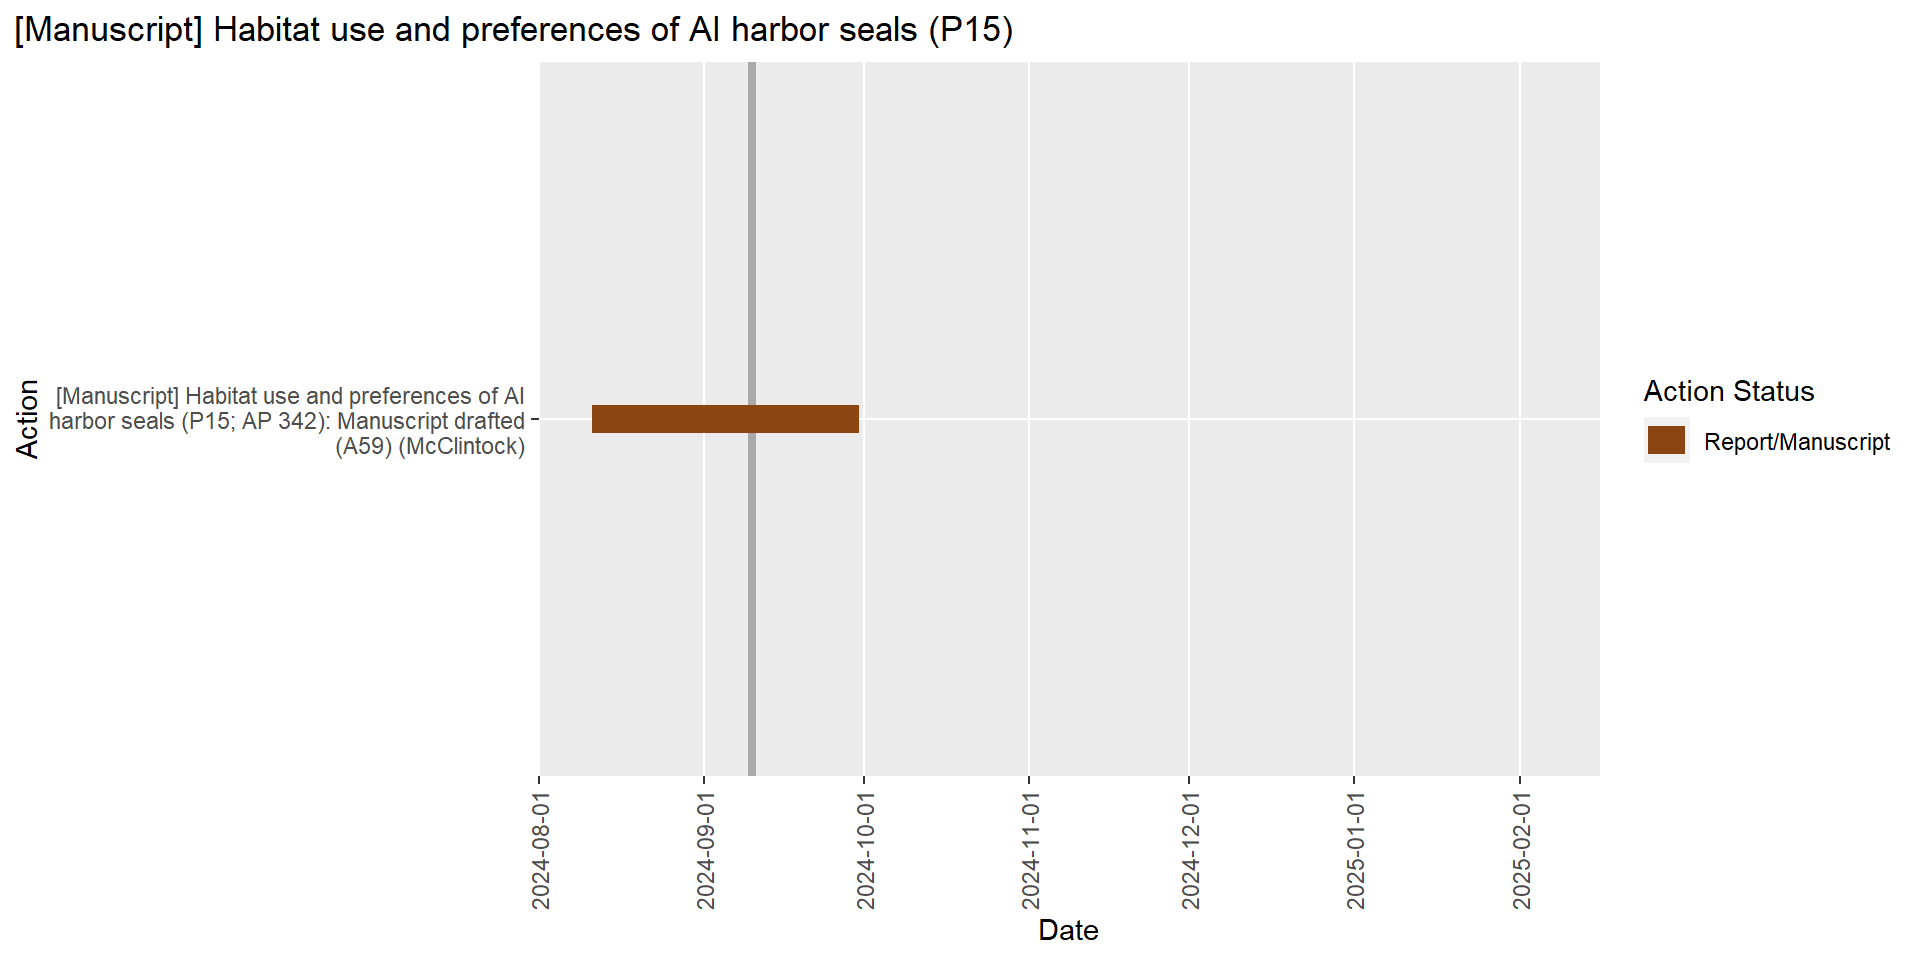 [Manuscript] Habitat use and preferences of AI harbor seals (P15)
Action
[Manuscript] Habitat use and preferences of AI
harbor seals (P15; AP 342): Manuscript drafted
(A59) (McClintock)
Action Status
Report/Manuscript
2024-08-01
2024-09-01
2024-10-01
2024-11-01
2024-12-01
2025-01-01
2025-02-01
Date